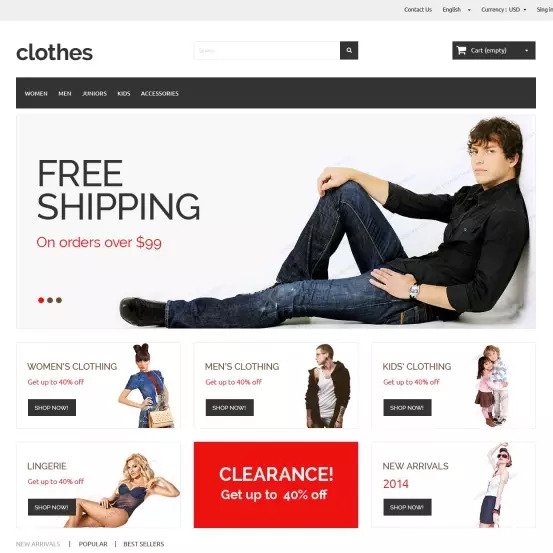 Contact Us English Currency : USD Sing in
clothes
Search
Cart (empty)
WOMEN MEN JUNIORS KIDS ACCESSORIES
FREE
SHIPPING
On orders over $99
WOMEN'S CLOTHING
Get up to 40% off
SHOP NOW!
MEN'S CLOTHING
Get up to 40% off
SHOP NOW!
KIDS' CLOTHING
Get up to 40% off
SHOP NOW!
LINGERIE
Get up to 40% off
SHOP NOW!
CLEARANCE!
Get up to 40% off
NEW ARRIVALS
2014
SHOP NOW!
NEW ARRIVALS | POPULAR | BEST SELLERS